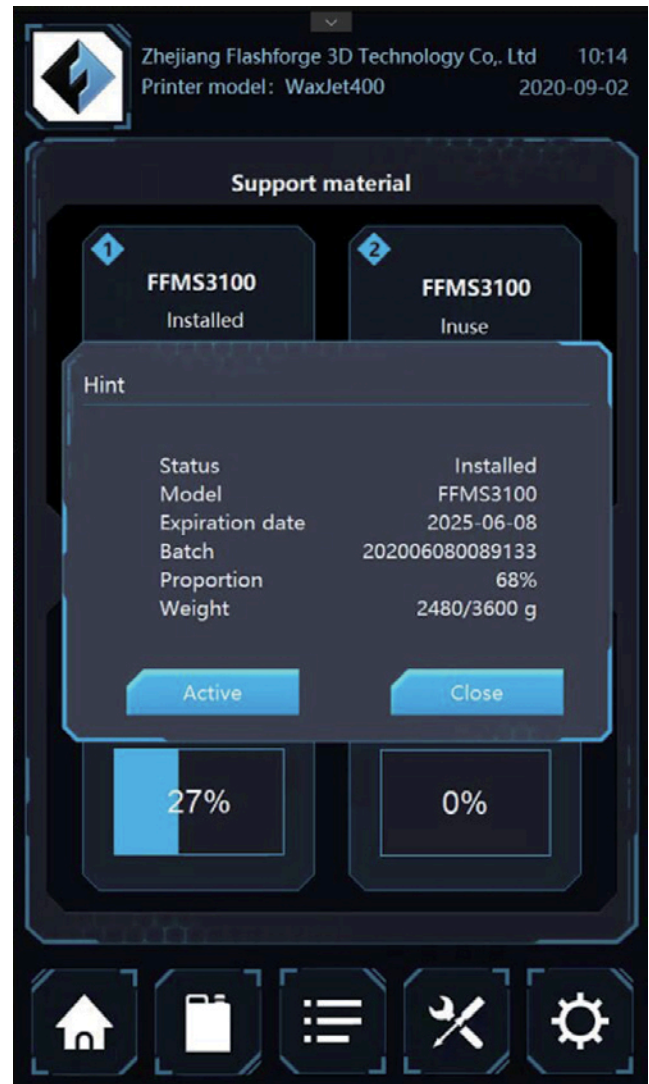 Zhejiang Flashforge 3D Technology Co,. Ltd 10:14
Printer model: WaxJet400 2020-09-02
Support material
1
FFMS3100
Installed
2
FFMS3100
Inuse
Hint
Status Installed
Model FFMS3100
Expiration date 2025-06-08
Batch 202006080089133
Proportion 68%
Weight 2480/3600 g
Active Close
27% 0%